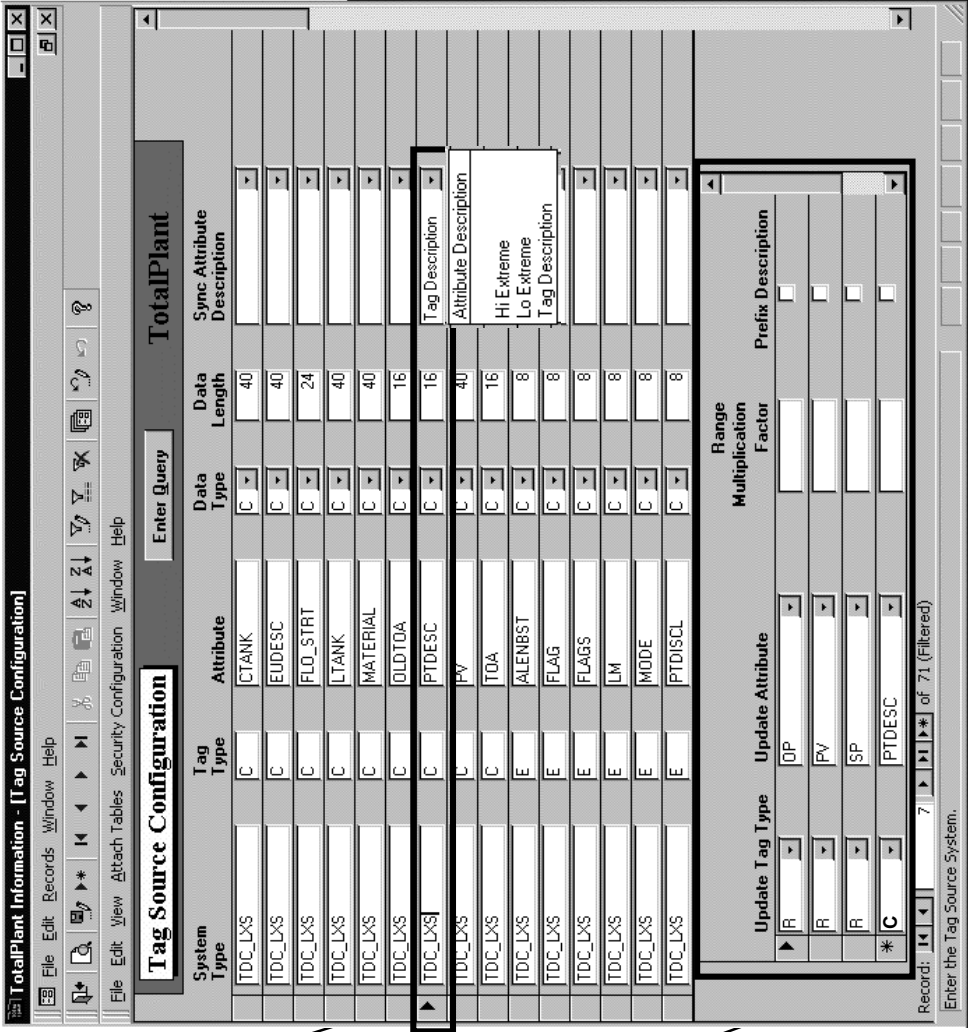 TotalPlant Information - [Tag Source Configuration]
File Edit Records Window Help
File Edit View Attach Tables Security Configuration Window Help
Tag Source Configuration Enter Query TotalPlant
System Type Tag Type Attribute Data Type Data Length Sync Attribute Description
TDC_LXS C CTANK C 40
TDC_LXS C EUDESC C 40
TDC_LXS C FLO_STRT C 24
TDC_LXS C LTANK C 40
TDC_LXS C MATERIAL C 40
TDC_LXS C OLDTOA C 16
TDC_LXS C PTDESC C 16 Tag Description
TDC_LXS C PV C 40 Attribute Description
TDC_LXS C TOA C 16 Hi Extreme
TDC_LXS E ALENBST C 8 Lo Extreme
TDC_LXS E FLAG C 8 Tag Description
TDC_LXS E FLAGS C 8
TDC_LXS E LM C 8
TDC_LXS E MODE C 8
TDC_LXS E PTDISCL C 8
Update Tag Type Update Attribute Range Multiplication Factor Prefix Description
R OP
R PV
R SP
* C PTDESC
Record: 7 of 71 (Filtered)
Enter the Tag Source System.